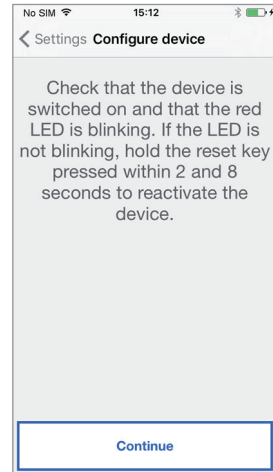 No SIM 15:12
Settings Configure device
Check that the device is
switched on and that the red
LED is blinking. If the LED is
not blinking, hold the reset key
pressed within 2 and 8
seconds to reactivate the
device.
Continue